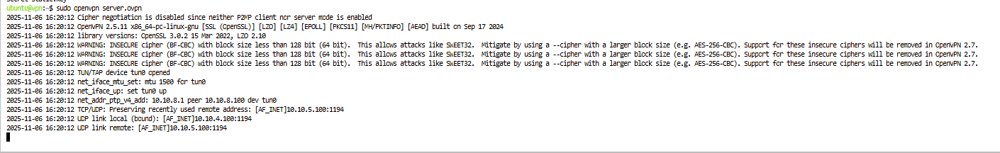 ubuntu@vpn:~$ sudo openvpn server.ovpn
2025-11-06 16:20:12 Cipher negotiation is disabled since neither P2MP client nor server mode is enabled
2025-11-06 16:20:12 OpenVPN 2.5.11 x86_64-pc-linux-gnu [SSL (OpenSSL)] [LZO] [LZ4] [EPOLL] [PKCS11] [MH/PKTINFO] [AEAD] built on Sep 17 2024
2025-11-06 16:20:12 library versions: OpenSSL 3.0.2 15 Mar 2022, LZO 2.10
2025-11-06 16:20:12 WARNING: INSECURE cipher (BF-CBC) with block size less than 128 bit (64 bit).  This allows attacks like SWEET32.  Mitigate by using a --cipher with a larger block size (e.g. AES-256-CBC). Support for these insecure ciphers will be removed in OpenVPN 2.7.
2025-11-06 16:20:12 WARNING: INSECURE cipher (BF-CBC) with block size less than 128 bit (64 bit).  This allows attacks like SWEET32.  Mitigate by using a --cipher with a larger block size (e.g. AES-256-CBC). Support for these insecure ciphers will be removed in OpenVPN 2.7.
2025-11-06 16:20:12 WARNING: INSECURE cipher (BF-CBC) with block size less than 128 bit (64 bit).  This allows attacks like SWEET32.  Mitigate by using a --cipher with a larger block size (e.g. AES-256-CBC). Support for these insecure ciphers will be removed in OpenVPN 2.7.
2025-11-06 16:20:12 TUN/TAP device tun0 opened
2025-11-06 16:20:12 net_iface_mtu_set: mtu 1500 for tun0
2025-11-06 16:20:12 net_iface_up: set tun0 up
2025-11-06 16:20:12 net_addr_ptp_v4_add: 10.10.8.1 peer 10.10.8.100 dev tun0
2025-11-06 16:20:12 TCP/UDP: Preserving recently used remote address: [AF_INET]10.10.5.100:1194
2025-11-06 16:20:12 UDP link local (bound): [AF_INET]10.10.4.100:1194
2025-11-06 16:20:12 UDP link remote: [AF_INET]10.10.5.100:1194